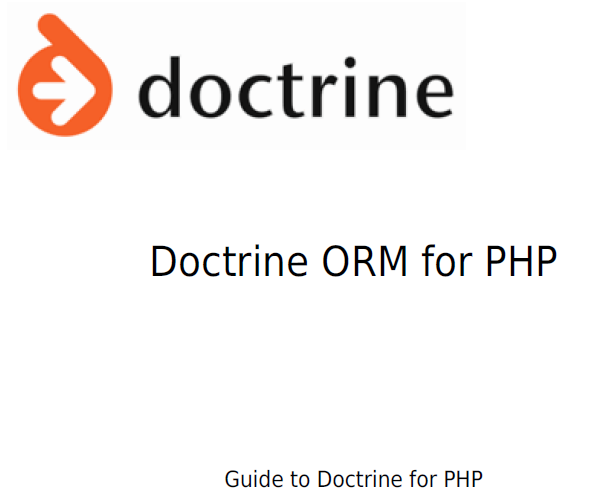 doctrine
Doctrine ORM for PHP
Guide to Doctrine for PHP